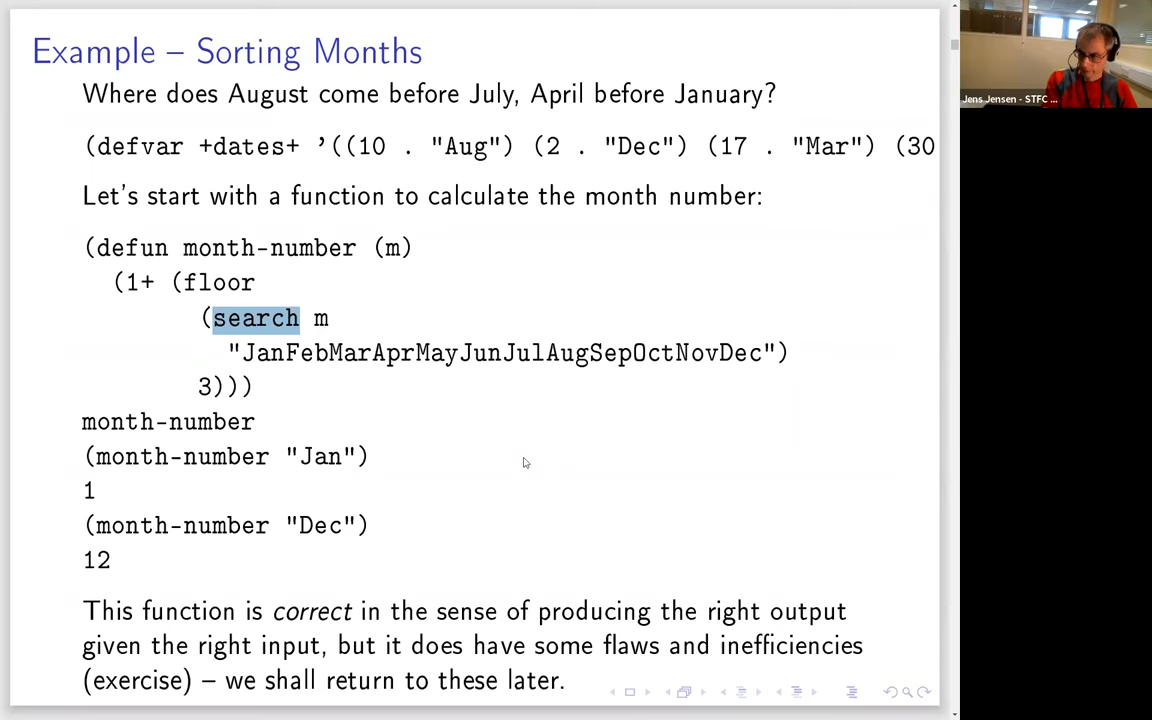 Example – Sorting Months
Where does August come before July, April before January?
(defvar +dates+ '((10 . "Aug") (2 . "Dec") (17 . "Mar") (30
Let's start with a function to calculate the month number:
(defun month-number (m)
(1+ (floor
(search m
"JanFebMarAprMayJunJulAugSepOctNovDec")
3)))
month-number
(month-number "Jan")
1
(month-number "Dec")
12
This function is correct in the sense of producing the right output
given the right input, but it does have some flaws and inefficiencies
(exercise) – we shall return to these later.
Jens Jensen - STFC ...